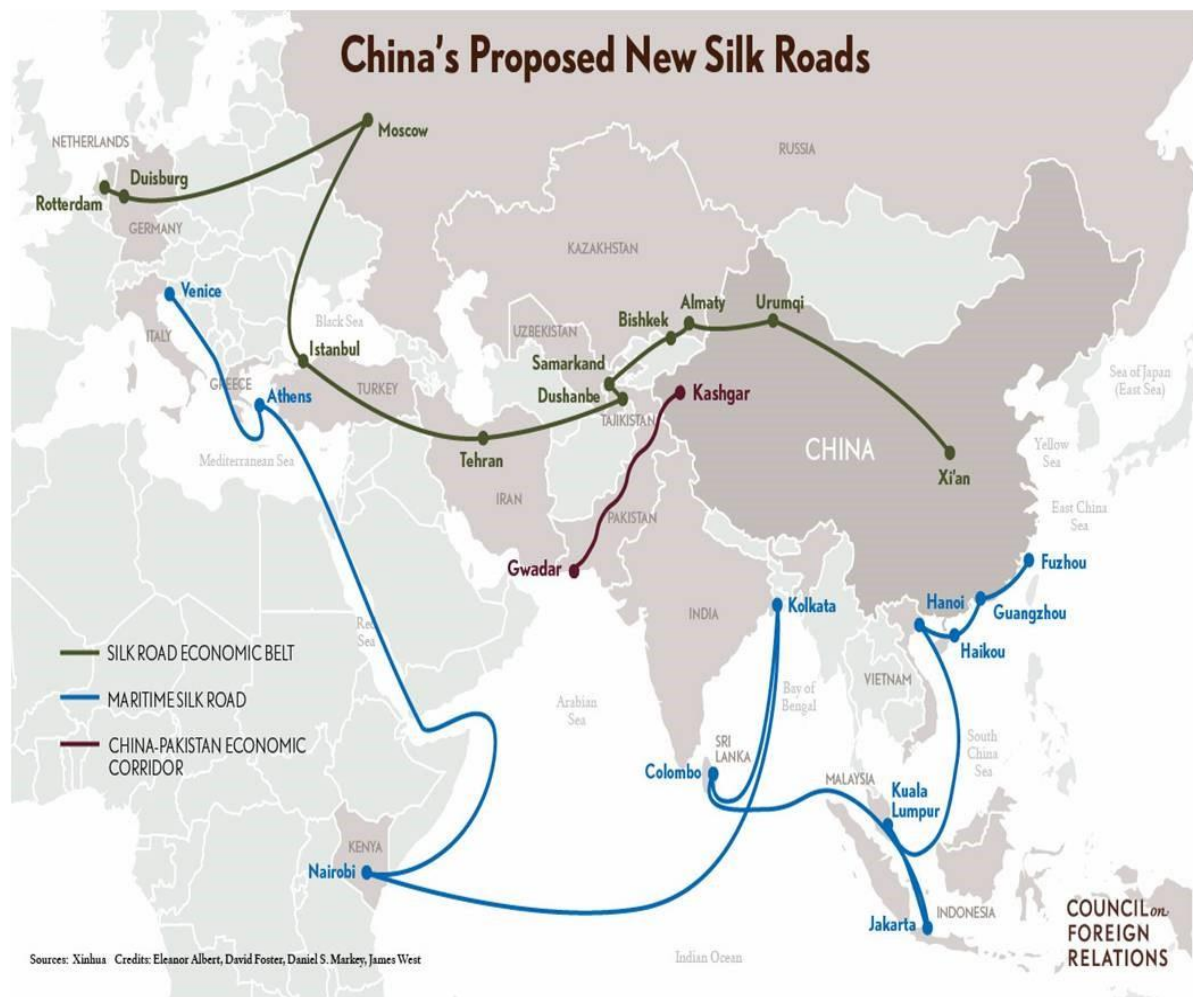 China's Proposed New Silk Roads
Moscow
NETHERLANDS
RUSSIA
Duisburg
Rotterdam
GERMANY
KAZAKHSTAN
Venice
Almaty
Urumqi
Black Sea
Bishkek
ITALY
UZBEKISTAN
Istanbul
Samarkand
Sea of Japan
(East Sea)
GREECE
TURKEY
Athens
Dushanbe
Kashgar
TAJIKISTAN
CHINA
Yellow
Sea
Mediterranean Sea
Tehran
Xi'an
IRAN
East China
Sea
PAKISTAN
Gwadar
Fuzhou
Kolkata
Hanoi
Guangzhou
INDIA
Red
Sea
Haikou
SILK ROAD ECONOMIC BELT
MARITIME SILK ROAD
CHINA-PAKISTAN ECONOMIC
CORRIDOR
VIETNAM
Arabian
Sea
Bay of
Bengal
SRI
LANKA
South
China
Sea
Colombo
MALAYSIA
Kuala
Lumpur
KENYA
Nairobi
Jakarta
INDONESIA
COUNCIL on
FOREIGN
RELATIONS
Indian Ocean
Sources: Xinhua Credits: Eleanor Albert, David Foster, Daniel S. Markey, James West